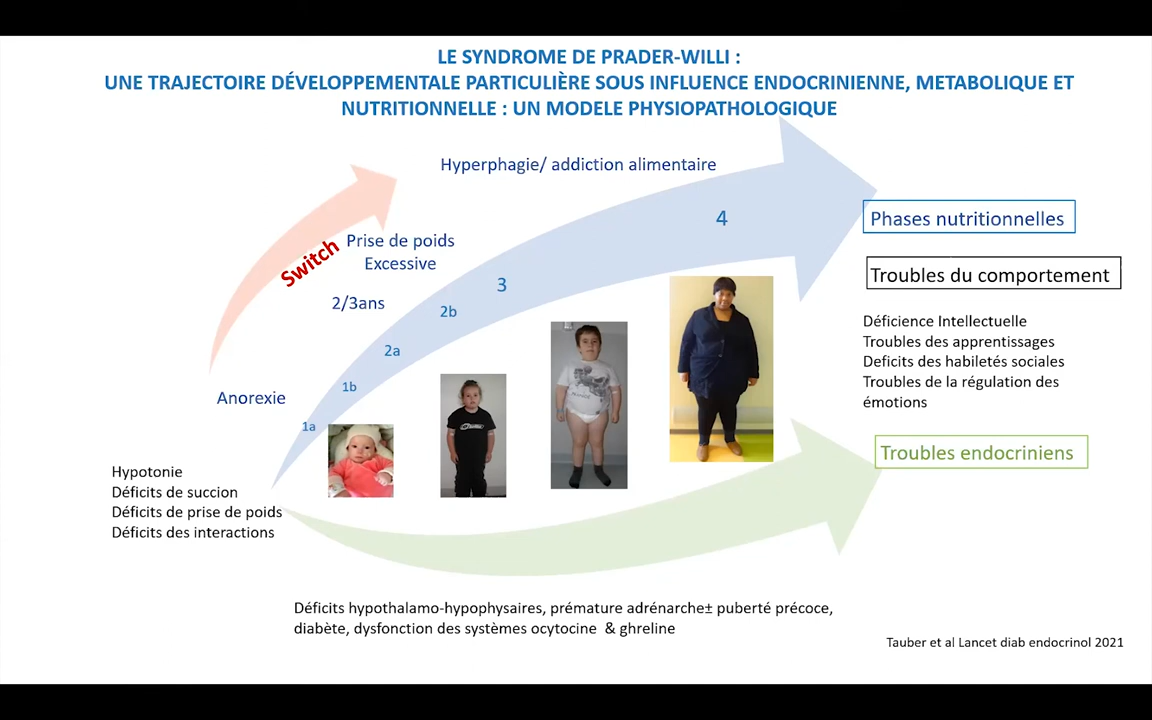 LE SYNDROME DE PRADER-WILLI :
UNE TRAJECTOIRE DÉVELOPPEMENTALE PARTICULIÈRE SOUS INFLUENCE ENDOCRINIENNE, METABOLIQUE ET
NUTRITIONNELLE : UN MODELE PHYSIOPATHOLOGIQUE
Hyperphagie/ addiction alimentaire
4
Phases nutritionnelles
Switch
Prise de poids
Excessive
3
2/3ans
2b
2a
1b
Anorexie
1a
Troubles du comportement
Déficience Intellectuelle
Troubles des apprentissages
Deficits des habiletés sociales
Troubles de la régulation des
émotions
Troubles endocriniens
Hypotonie
Déficits de succion
Déficits de prise de poids
Déficits des interactions
Déficits hypothalamo-hypophysaires, prémature adrénarche± puberté précoce,
diabète, dysfonction des systèmes ocytocine & ghreline
Tauber et al Lancet diab endocrinol 2021